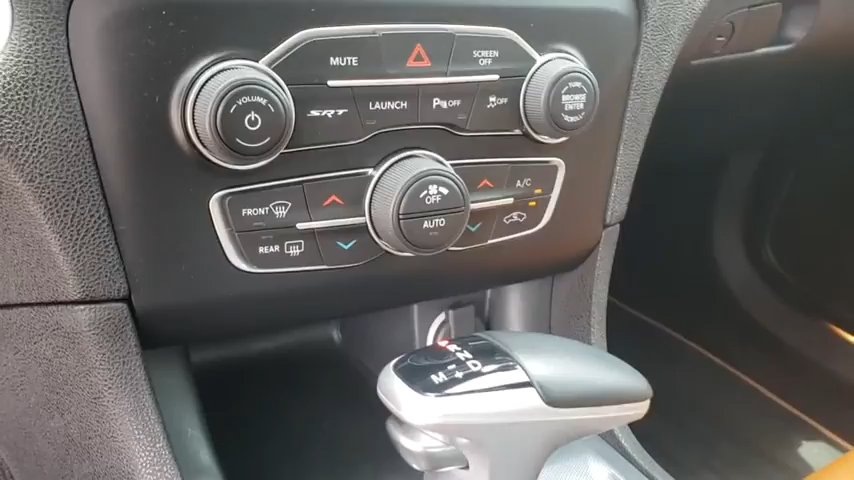 MUTE
SCREEN
OFF
VOLUME
SRT
LAUNCH
P OFF
OFF
TUNE
BROWSE
ENTER
SCROLL
FRONT
OFF
AUTO
A/C
REAR
R
N
D
M
- +